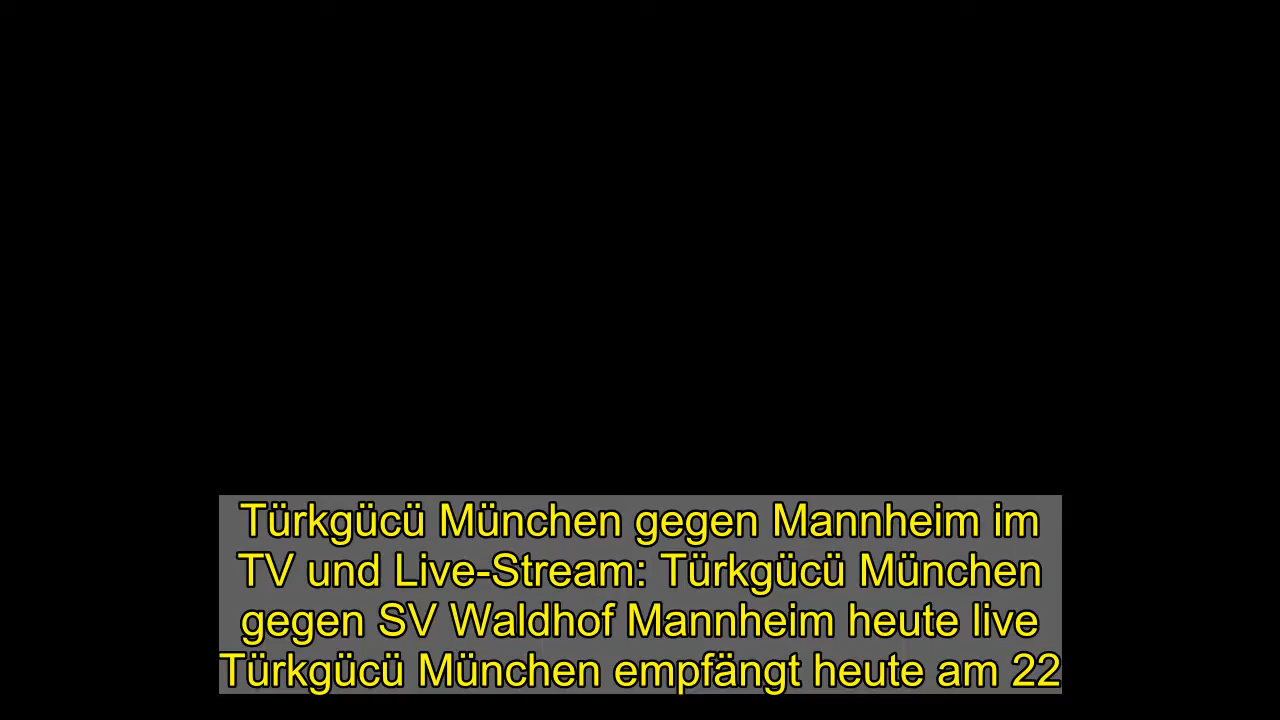 Türkgücü München gegen Mannheim im
TV und Live-Stream: Türkgücü München
gegen SV Waldhof Mannheim heute live
Türkgücü München empfängt heute am 22